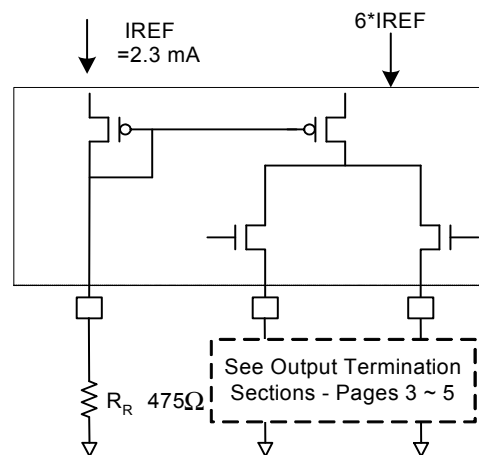 IREF
=2.3 mA
6*IREF
See Output Termination
Sections - Pages 3 ~ 5
R_R 475Ω